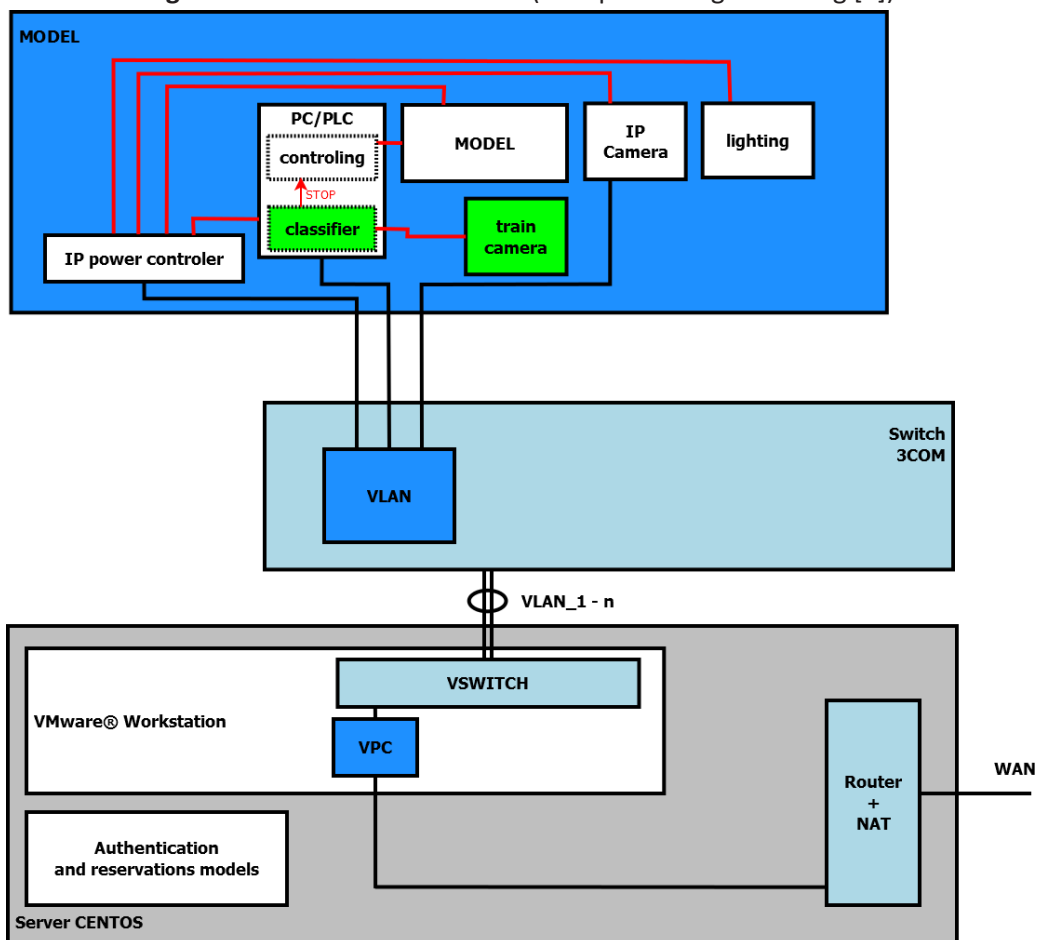 MODEL
PC/PLC
controling
STOP
classifier
MODEL
IP
Camera
lighting
train
camera
IP power controler
Switch
3COM
VLAN
VLAN_1 - n
VSWITCH
VMware® Workstation
VPC
Router
+
NAT
WAN
Authentication
and reservations models
Server CENTOS